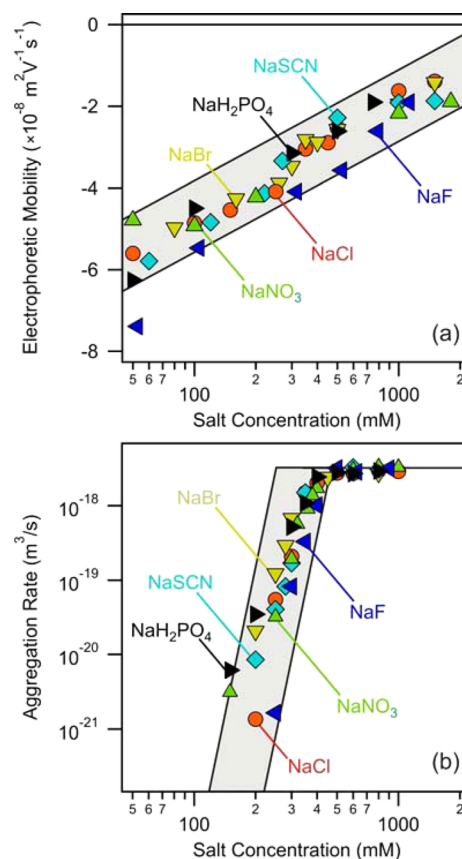 0
-2
-4
-6
-8
Electrophoretic Mobility (×10⁻⁸ m²V⁻¹s⁻¹)
NaSCN
NaH₂PO₄
NaBr
NaF
NaCl
NaNO₃
(a)
5 6 7 100 2 3 4 5 6 7 1000 2
Salt Concentration (mM)
10⁻¹⁸
10⁻¹⁹
10⁻²⁰
10⁻²¹
Aggregation Rate (m³/s)
NaBr
NaSCN
NaH₂PO₄
NaF
NaNO₃
NaCl
(b)
5 6 7 100 2 3 4 5 6 7 1000 2
Salt Concentration (mM)